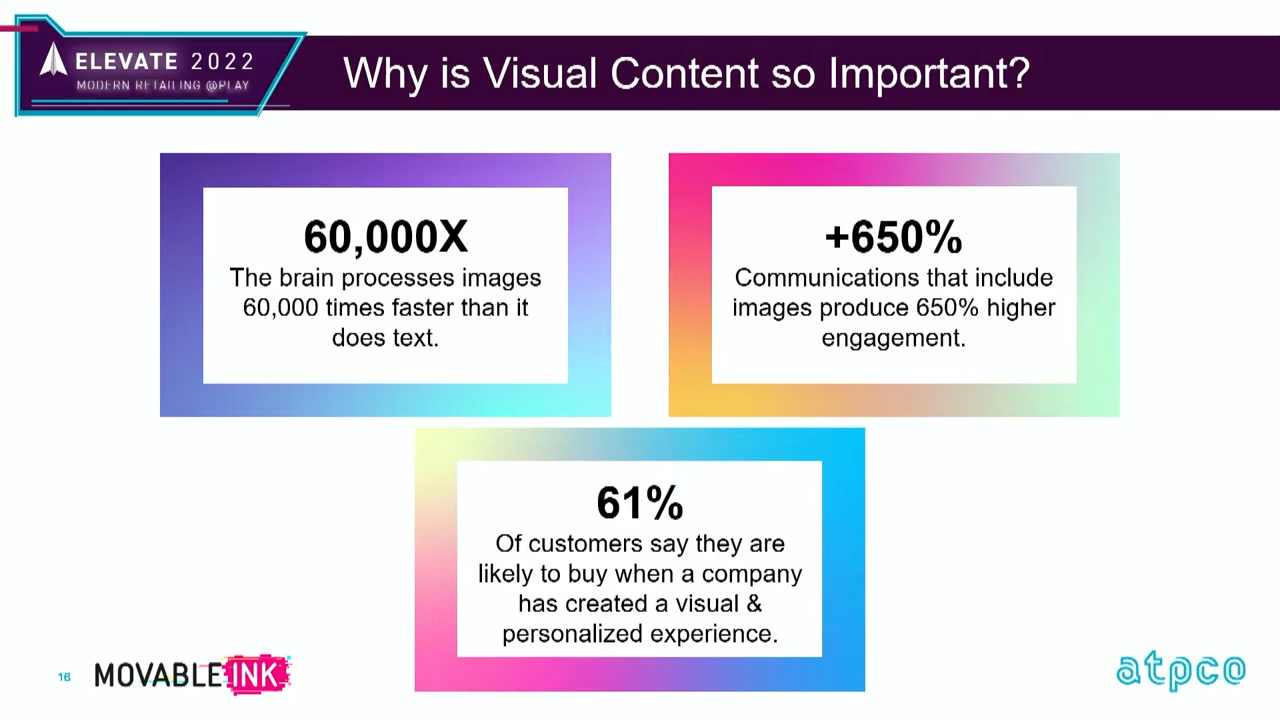 ELEVATE 2022
MODERN RETAILING @PLAY
Why is Visual Content so Important?
60,000X
The brain processes images
60,000 times faster than it
does text.
+650%
Communications that include
images produce 650% higher
engagement.
61%
Of customers say they are
likely to buy when a company
has created a visual &
personalized experience.
16
MOVABLE INK
atpco